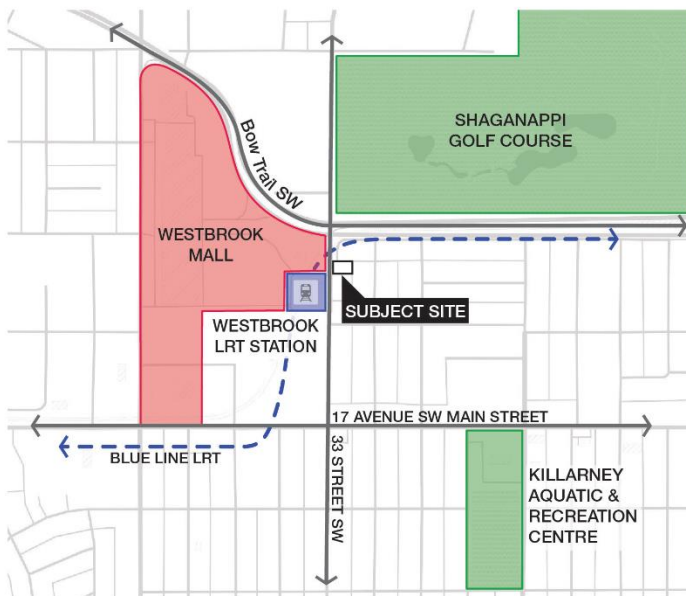 SHAGANAPPI
GOLF COURSE
Bow Trail SW
WESTBROOK
MALL
SUBJECT SITE
WESTBROOK
LRT STATION
17 AVENUE SW MAIN STREET
BLUE LINE LRT
33 STREET SW
KILLARNEY
AQUATIC &
RECREATION
CENTRE